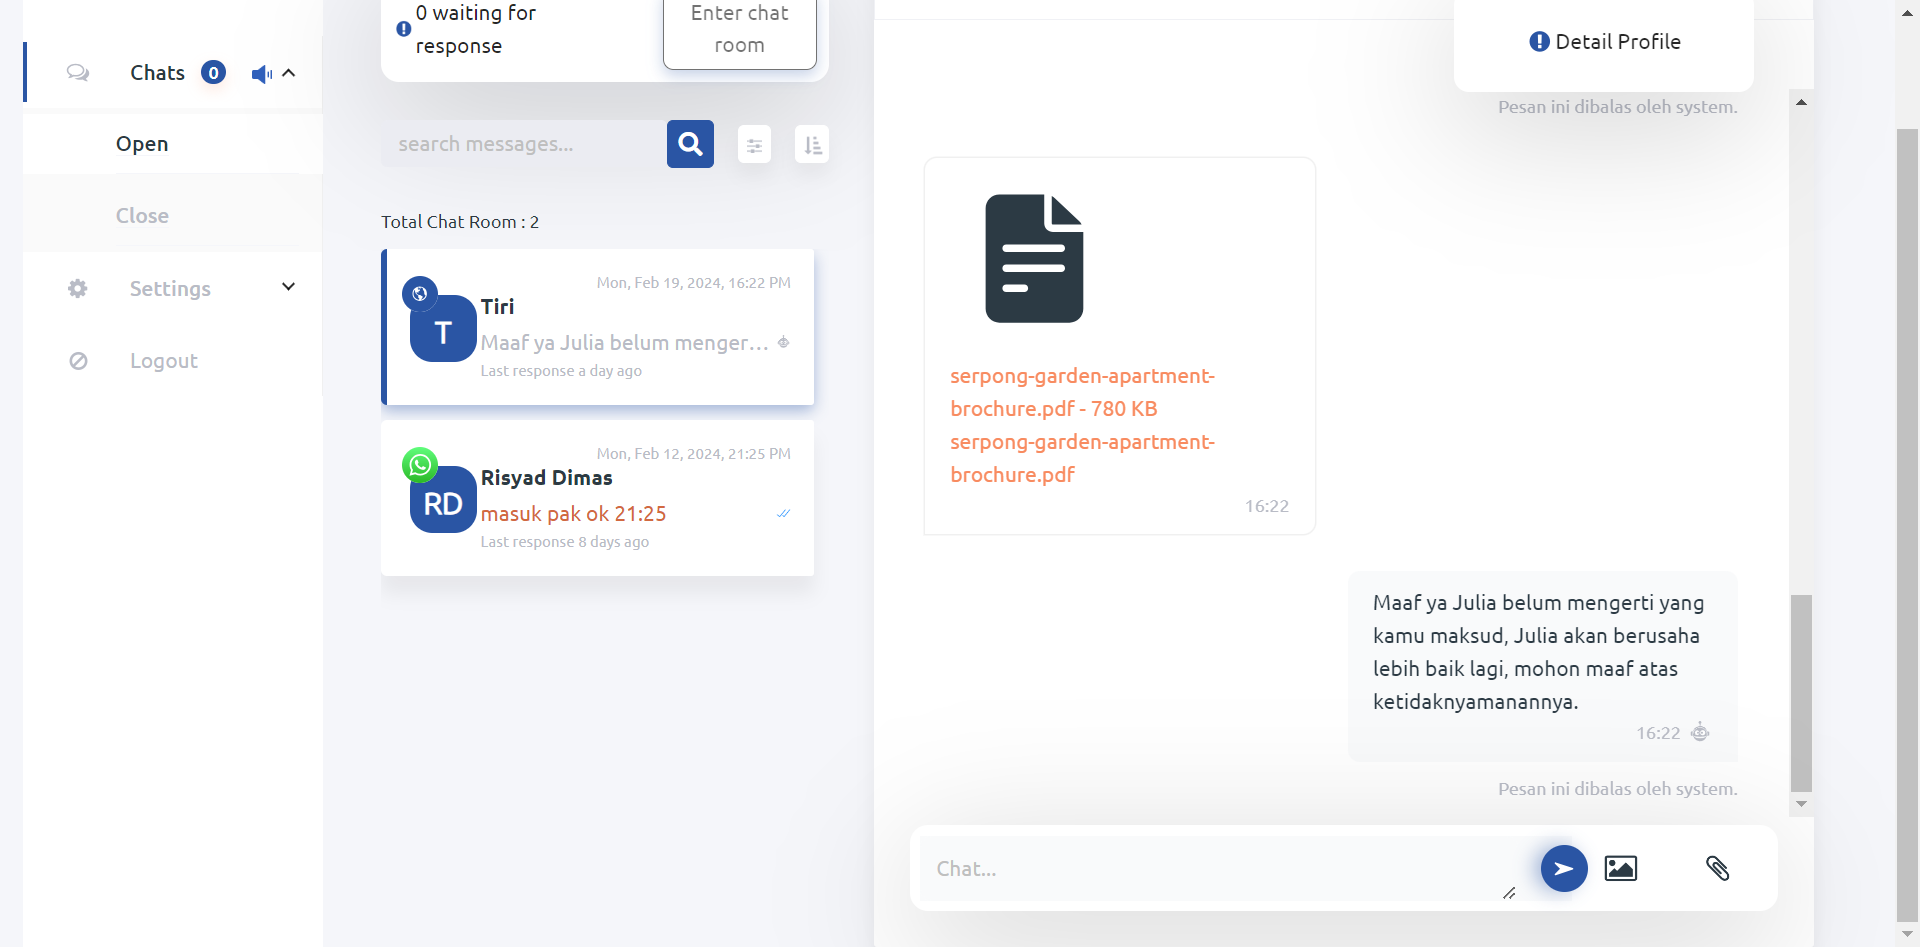 Chats 0
Open
Close
Settings
Logout
0 waiting for
response
Enter chat
room
search messages...
Total Chat Room : 2
Mon, Feb 19, 2024, 16:22 PM
T
Tiri
Maaf ya Julia belum menger...
Last response a day ago
Mon, Feb 12, 2024, 21:25 PM
RD
Risyad Dimas
masuk pak ok 21:25
Last response 8 days ago
Detail Profile
Pesan ini dibalas oleh system.
serpong-garden-apartment-
brochure.pdf - 780 KB
serpong-garden-apartment-
brochure.pdf
16:22
Maaf ya Julia belum mengerti yang
kamu maksud, Julia akan berusaha
lebih baik lagi, mohon maaf atas
ketidaknyamanannya.
16:22
Pesan ini dibalas oleh system.
Chat...